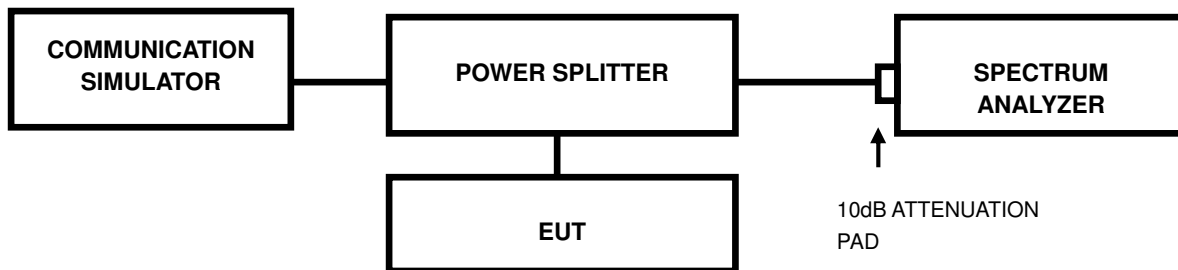 COMMUNICATION
SIMULATOR
POWER SPLITTER
SPECTRUM
ANALYZER
EUT
10dB ATTENUATION
PAD